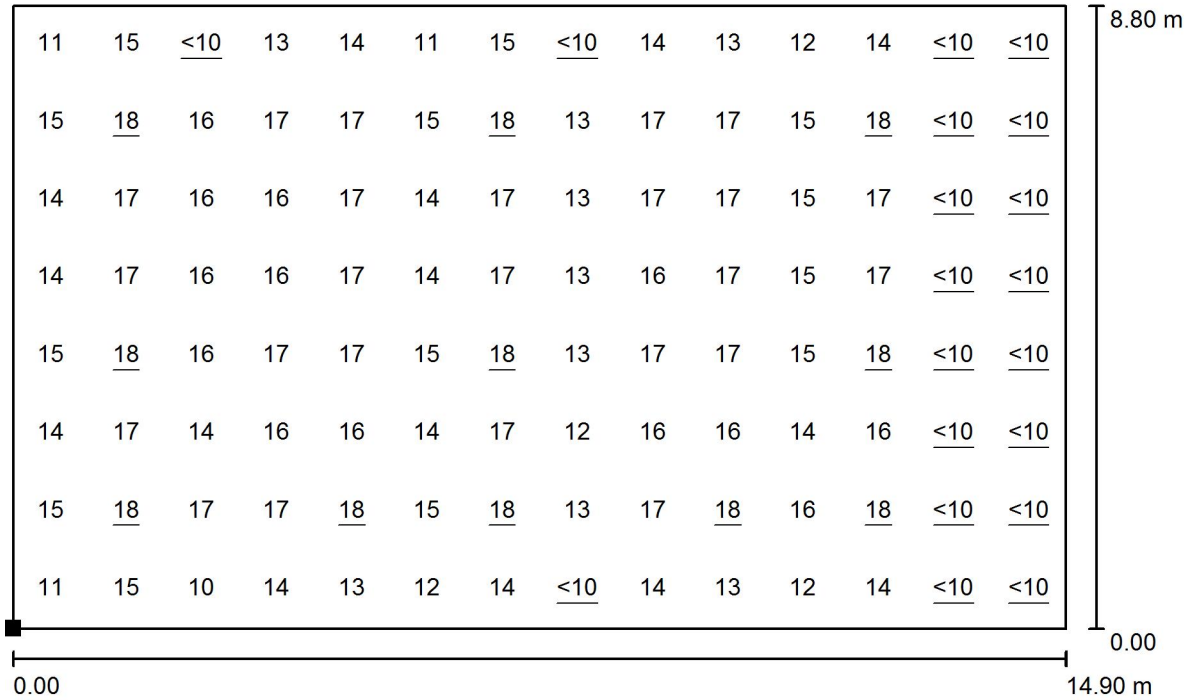 11 15 <10 13 14 11 15 <10 14 13 12 14 <10 <10 8.80 m
15 18 16 17 17 15 18 13 17 17 15 18 <10 <10
14 17 16 16 17 14 17 13 17 17 15 17 <10 <10
14 17 16 16 17 14 17 13 16 17 15 17 <10 <10
15 18 16 17 17 15 18 13 17 17 15 18 <10 <10
14 17 14 16 16 14 17 12 16 16 14 16 <10 <10
15 18 17 17 18 15 18 13 17 18 16 18 <10 <10
11 15 10 14 13 12 14 <10 14 13 12 14 <10 <10
0.00
0.00 14.90 m